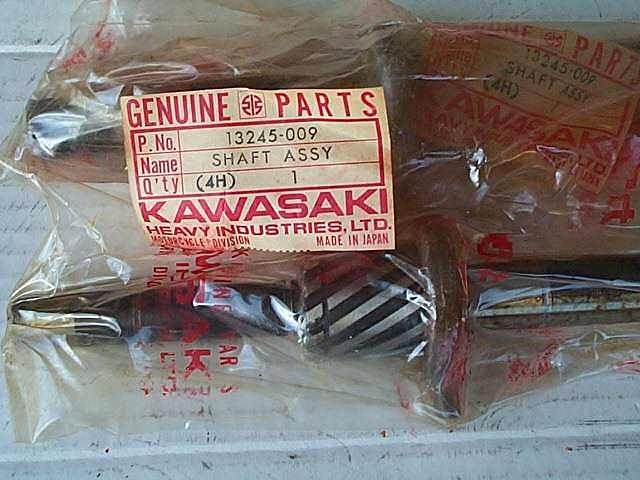 GENUINE PARTS
P.No. 13245-009
Name SHAFT ASSY
Q'ty (4H) 1
KAWASAKI
HEAVY INDUSTRIES, LTD.
MOTORCYCLE DIVISION MADE IN JAPAN
PARTS
13245-009
SHAFT ASSY
(4H)
KAWASAKI